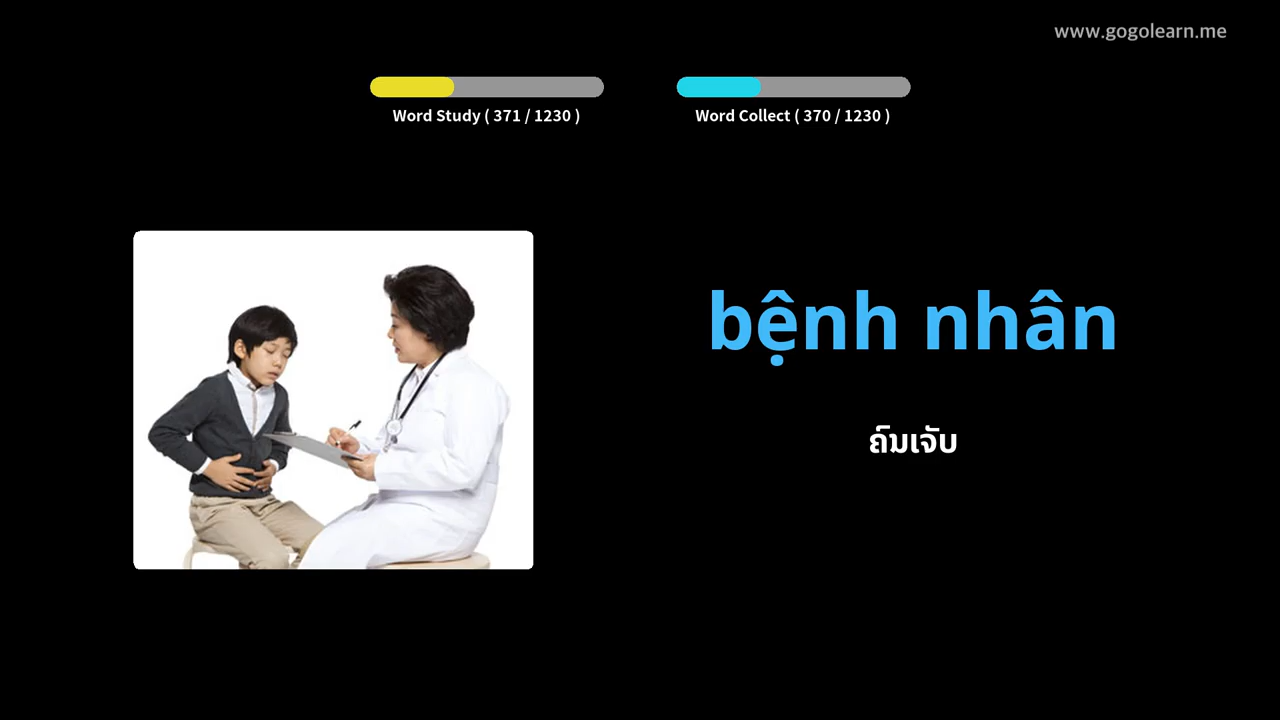 www.gogolearn.me
Word Study ( 371 / 1230 )
Word Collect ( 370 / 1230 )
bệnh nhân
ຄົນເຈັບ